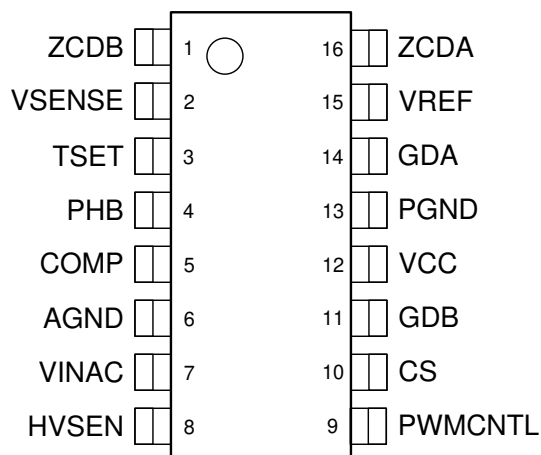 ZCDB 1 16 ZCDA
VSENSE 2 15 VREF
TSET 3 14 GDA
PHB 4 13 PGND
COMP 5 12 VCC
AGND 6 11 GDB
VINAC 7 10 CS
HVSEN 8 9 PWMCNTL